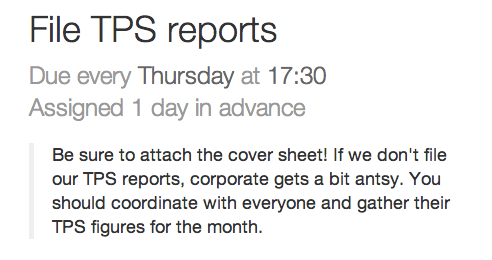 File TPS reports
Due every Thursday at 17:30
Assigned 1 day in advance
Be sure to attach the cover sheet! If we don't file
our TPS reports, corporate gets a bit antsy. You
should coordinate with everyone and gather their
TPS figures for the month.